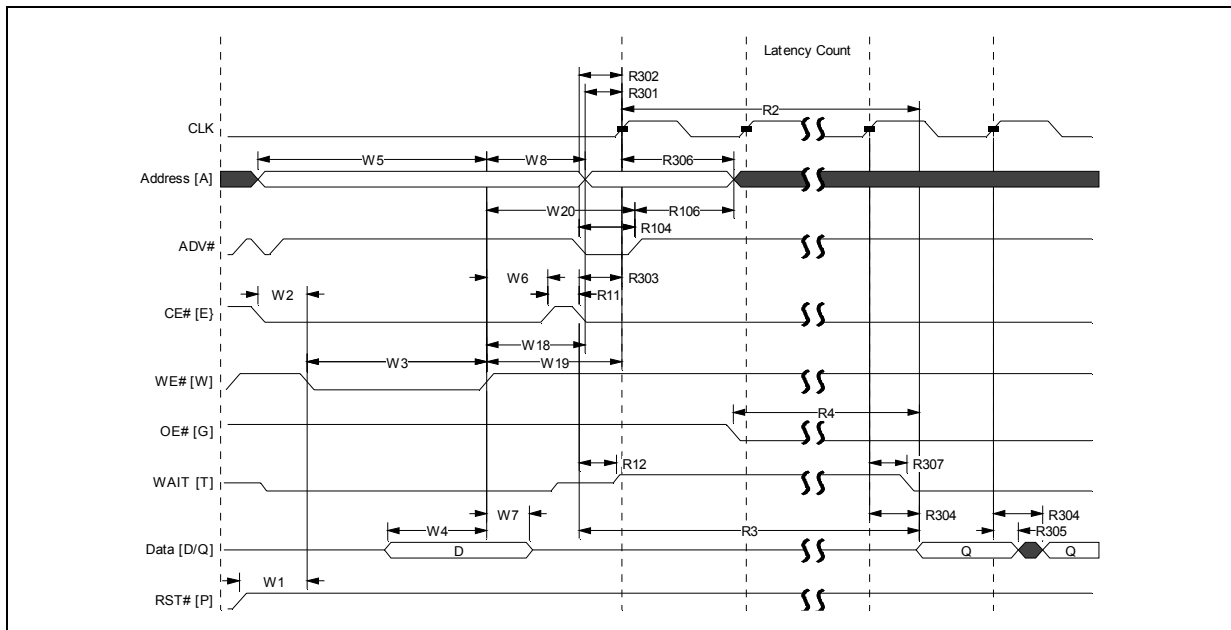 Latency Count
R302
R301
R2
CLK
W5
W8
R306
Address [A]
W20
R106
R104
ADV#
W6
R303
W2
R11
CE# [E}
W18
W3
W19
WE# [W]
R4
OE# [G]
R12
R307
WAIT [T]
W7
W4
R3
R304
R304
R305
Data [D/Q]
D
Q
Q
W1
RST# [P]